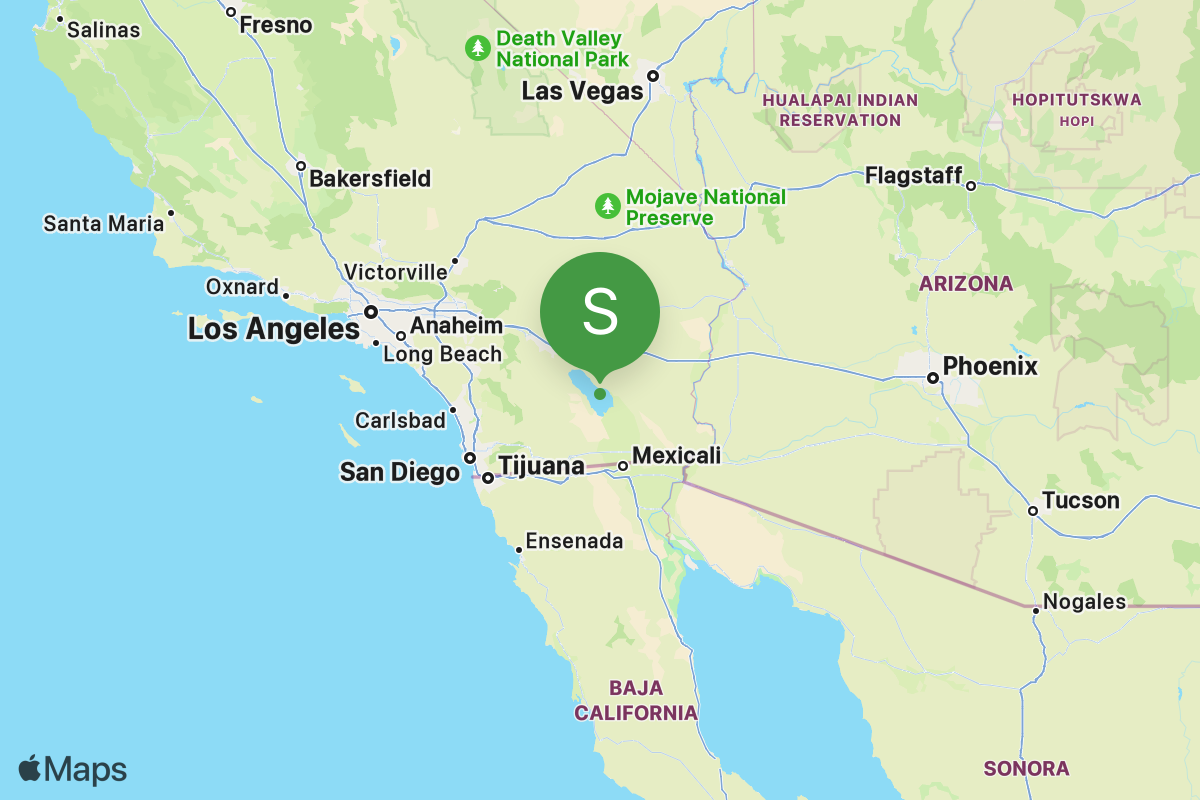 Salinas
Fresno
Death Valley
National Park
Las Vegas
HUALAPAI INDIAN
RESERVATION
HOPITUTSKWA
HOPI
Bakersfield
Flagstaff
Mojave National
Preserve
Santa Maria
Victorville
Oxnard
ARIZONA
S
Los Angeles
Anaheim
Long Beach
Phoenix
Carlsbad
San Diego
Tijuana
Mexicali
Tucson
Ensenada
Nogales
BAJA
CALIFORNIA
SONORA
Maps